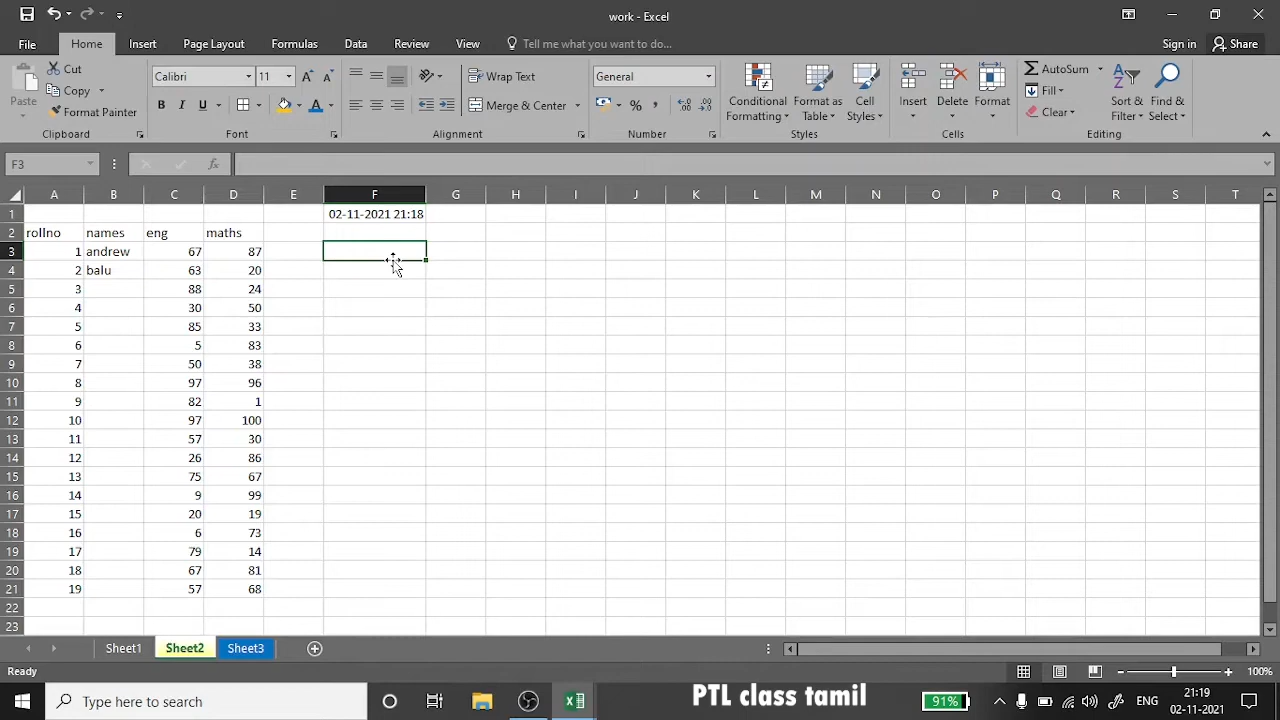 work - Excel
File Home Insert Page Layout Formulas Data Review View Tell me what you want to do... Sign in Share
Paste Cut Copy Format Painter Clipboard
Calibri 11 B I U Font
Wrap Text Merge & Center Alignment
General % , Number
Conditional Formatting Format as Table Cell Styles Styles
Insert Delete Format Cells
AutoSum Fill Clear Sort & Filter Find & Select Editing
F3 fx
A B C D E F G H I J K L M N O P Q R S T
1 02-11-2021 21:18
2 rollno names eng maths
3 1 andrew 67 87
4 2 balu 63 20
5 3 88 24
6 4 30 50
7 5 85 33
8 6 5 83
9 7 50 38
10 8 97 96
11 9 82 1
12 10 97 100
13 11 57 30
14 12 26 86
15 13 75 67
16 14 9 99
17 15 20 19
18 16 6 73
19 17 79 14
20 18 67 81
21 19 57 68
22
23
Sheet1 Sheet2 Sheet3
Ready 100%
Type here to search PTL class tamil 91% ENG 21:19
02-11-2021